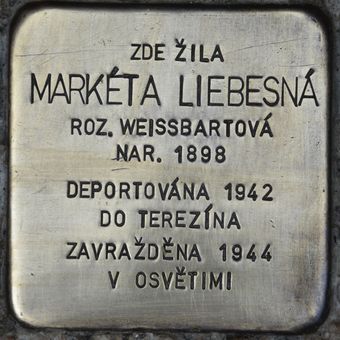 ZDE ŽILA
MARKÉTA LIEBESNÁ
ROZ. WEISSBARTOVÁ
NAR. 1898
DEPORTOVÁNA 1942
DO TEREZÍNA
ZAVRAŽDĚNA 1944
V OSVĚTIMI